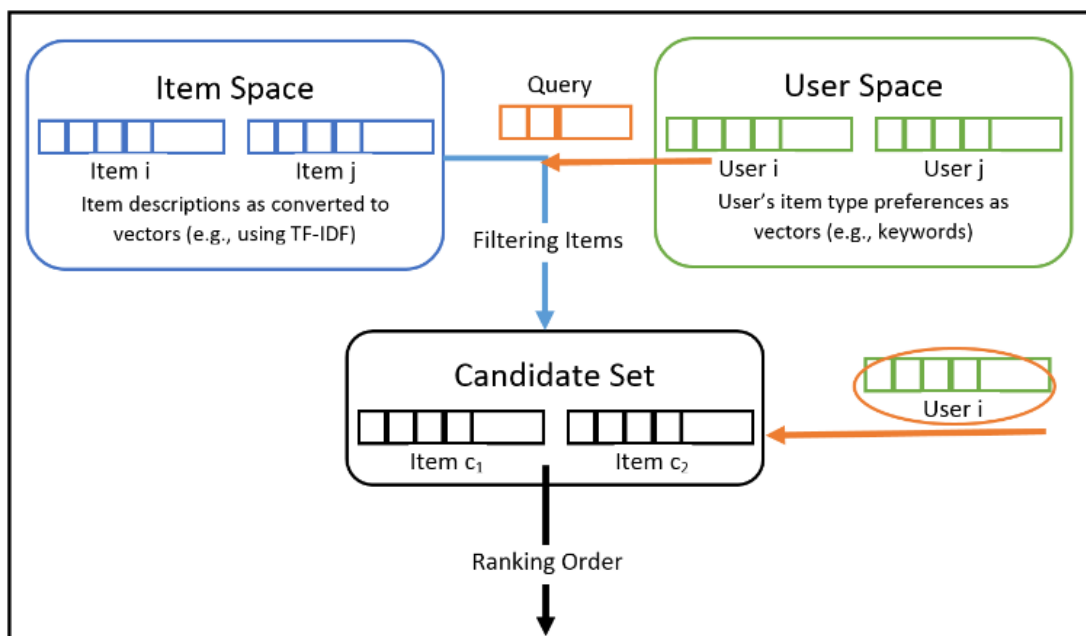 Item Space
Item i
Item j
Item descriptions as converted to
vectors (e.g., using TF-IDF)
Query
User Space
User i
User j
User's item type preferences as
vectors (e.g., keywords)
Filtering Items
Candidate Set
Item c₁
Item c₂
User i
Ranking Order